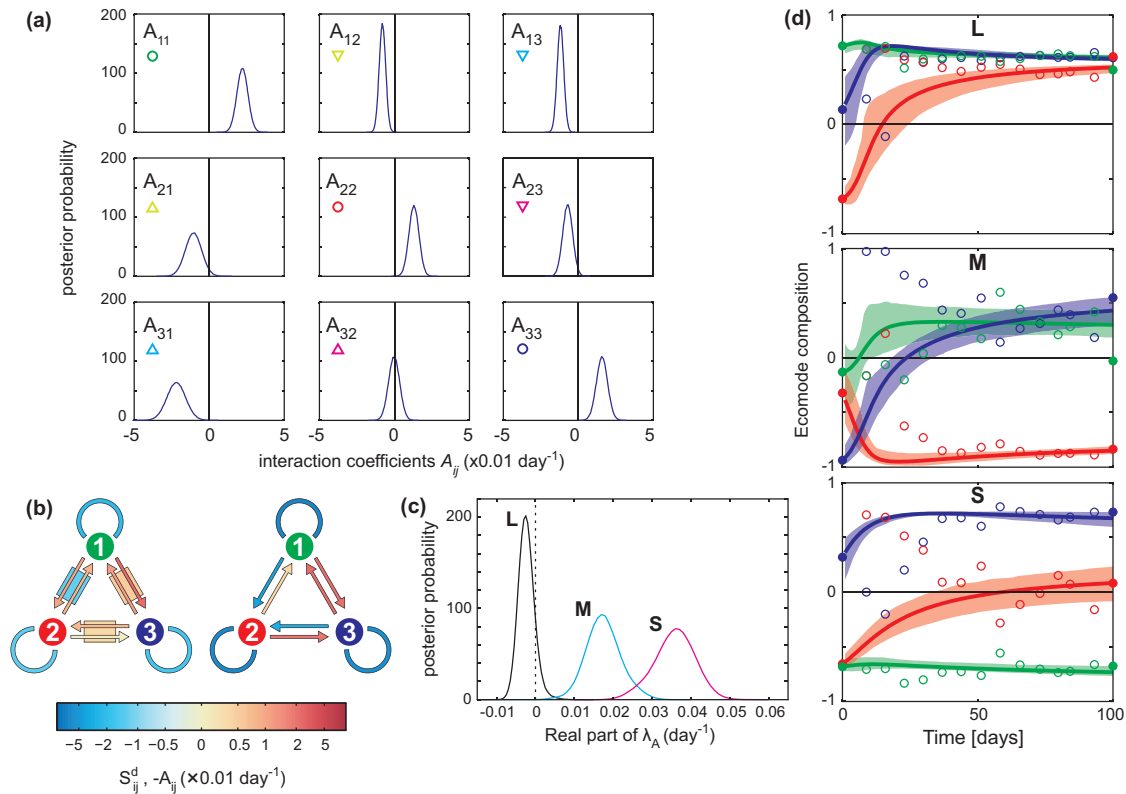 (a)
A11
A12
A13
200
100
0
A21
A22
A23
200
100
0
A31
A32
A33
200
100
0
posterior probability
-5 0 5
-5 0 5
-5 0 5
interaction coefficients Aij (x0.01 day-1)
(b)
1
2
3
1
2
3
-5 -2 -1 -0.5 0 0.5 1 2 5
Sdij , -Aij (×0.01 day-1)
(c)
L
M
S
200
150
100
50
0
posterior probability
-0.01 0 0.01 0.02 0.03 0.04 0.05 0.06
Real part of λA (day-1)
(d)
L
1
0
-1
M
1
0
-1
S
1
0
-1
Ecomode composition
0 50 100
Time [days]